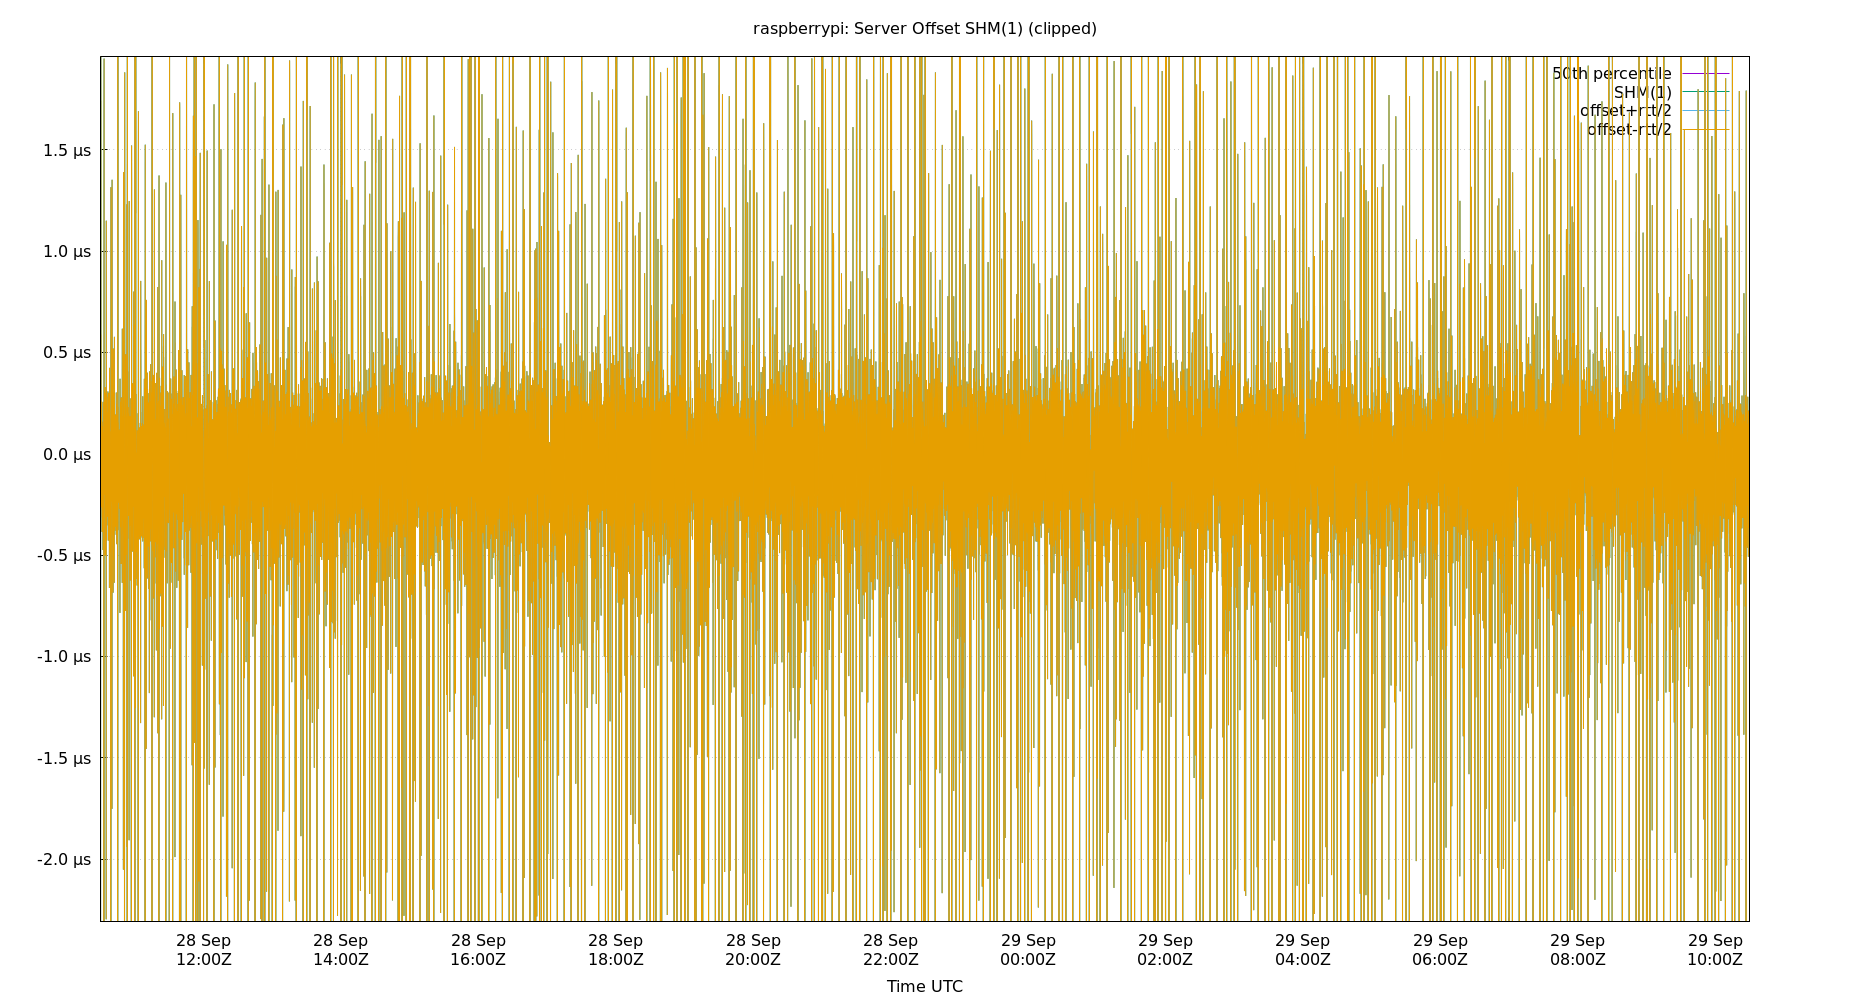 raspberrypi: Server Offset SHM(1) (clipped)
50th percentile
SHM(1)
offset+rtt/2
offset-rtt/2
1.5 µs
1.0 µs
0.5 µs
0.0 µs
-0.5 µs
-1.0 µs
-1.5 µs
-2.0 µs
28 Sep 28 Sep 28 Sep 28 Sep 28 Sep 28 Sep 29 Sep 29 Sep 29 Sep 29 Sep 29 Sep 29 Sep
12:00Z 14:00Z 16:00Z 18:00Z 20:00Z 22:00Z 00:00Z 02:00Z 04:00Z 06:00Z 08:00Z 10:00Z
Time UTC